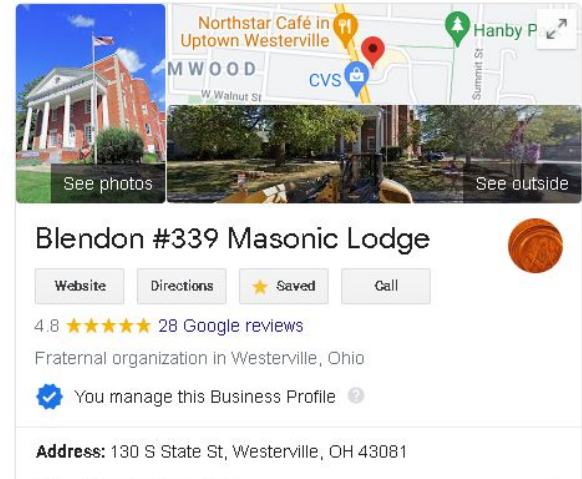 Northstar Café in
Uptown Westerville
Hanby P
MWOOD
CVS
W Walnut St
Summit St
See photos
See outside
Blendon #339 Masonic Lodge
Website Directions Saved Call
4.8 28 Google reviews
Fraternal organization in Westerville, Ohio
You manage this Business Profile
Address: 130 S State St, Westerville, OH 43081